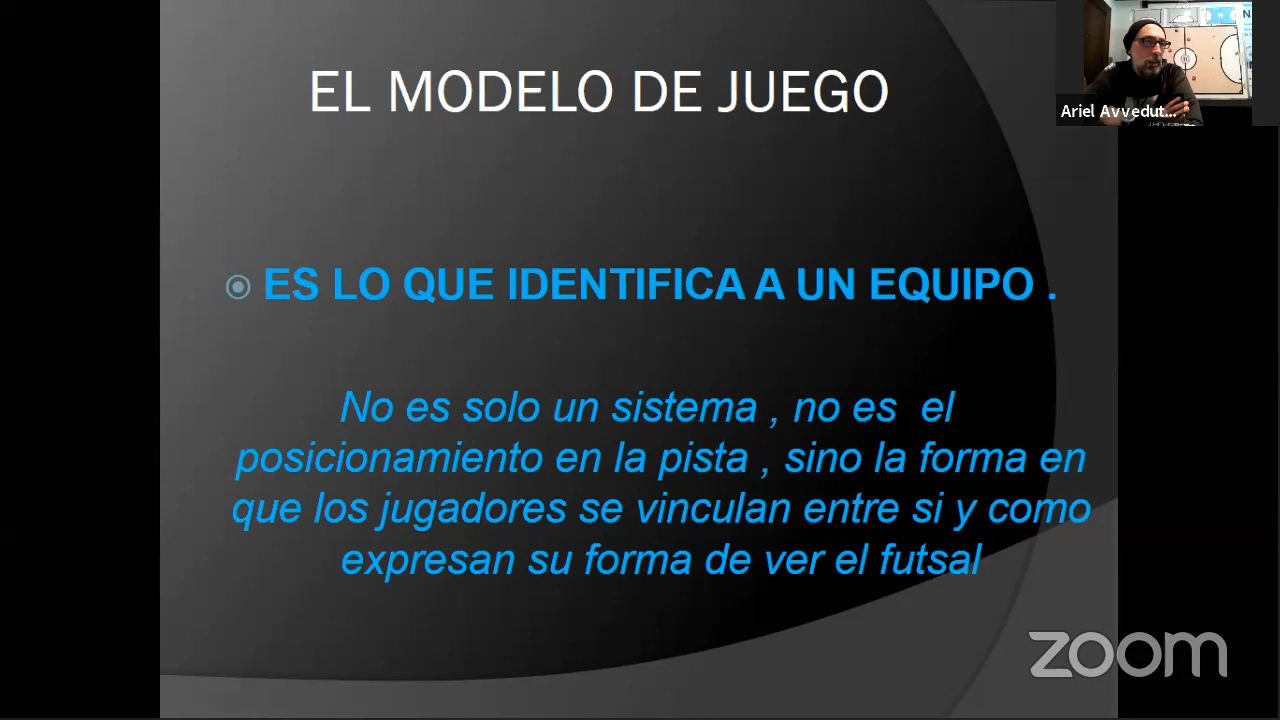 EL MODELO DE JUEGO
Ariel Avvedut...
ES LO QUE IDENTIFICA A UN EQUIPO .
No es solo un sistema , no es el
posicionamiento en la pista , sino la forma en
que los jugadores se vinculan entre si y como
expresan su forma de ver el futsal
zoom